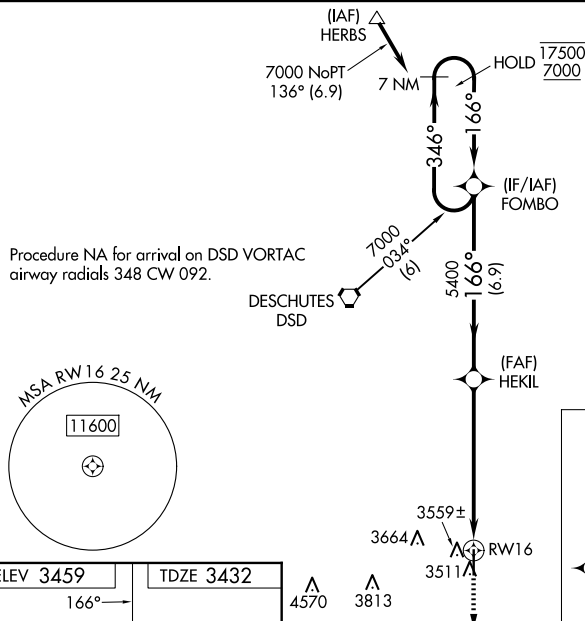 (IAF)
HERBS
7000 NoPT
136° (6.9)
7 NM
HOLD 17500
7000
346°
166°
(IF/IAF)
FOMBO
Procedure NA for arrival on DSD VORTAC
airway radials 348 CW 092.
7000
034°
(6)
5400
166°
(6.9)
DESCHUTES
DSD
(FAF)
HEKIL
MSA RW16 25 NM
11600
3559±
3664
RW16
3511
ELEV 3459
TDZE 3432
166°
4570
3813